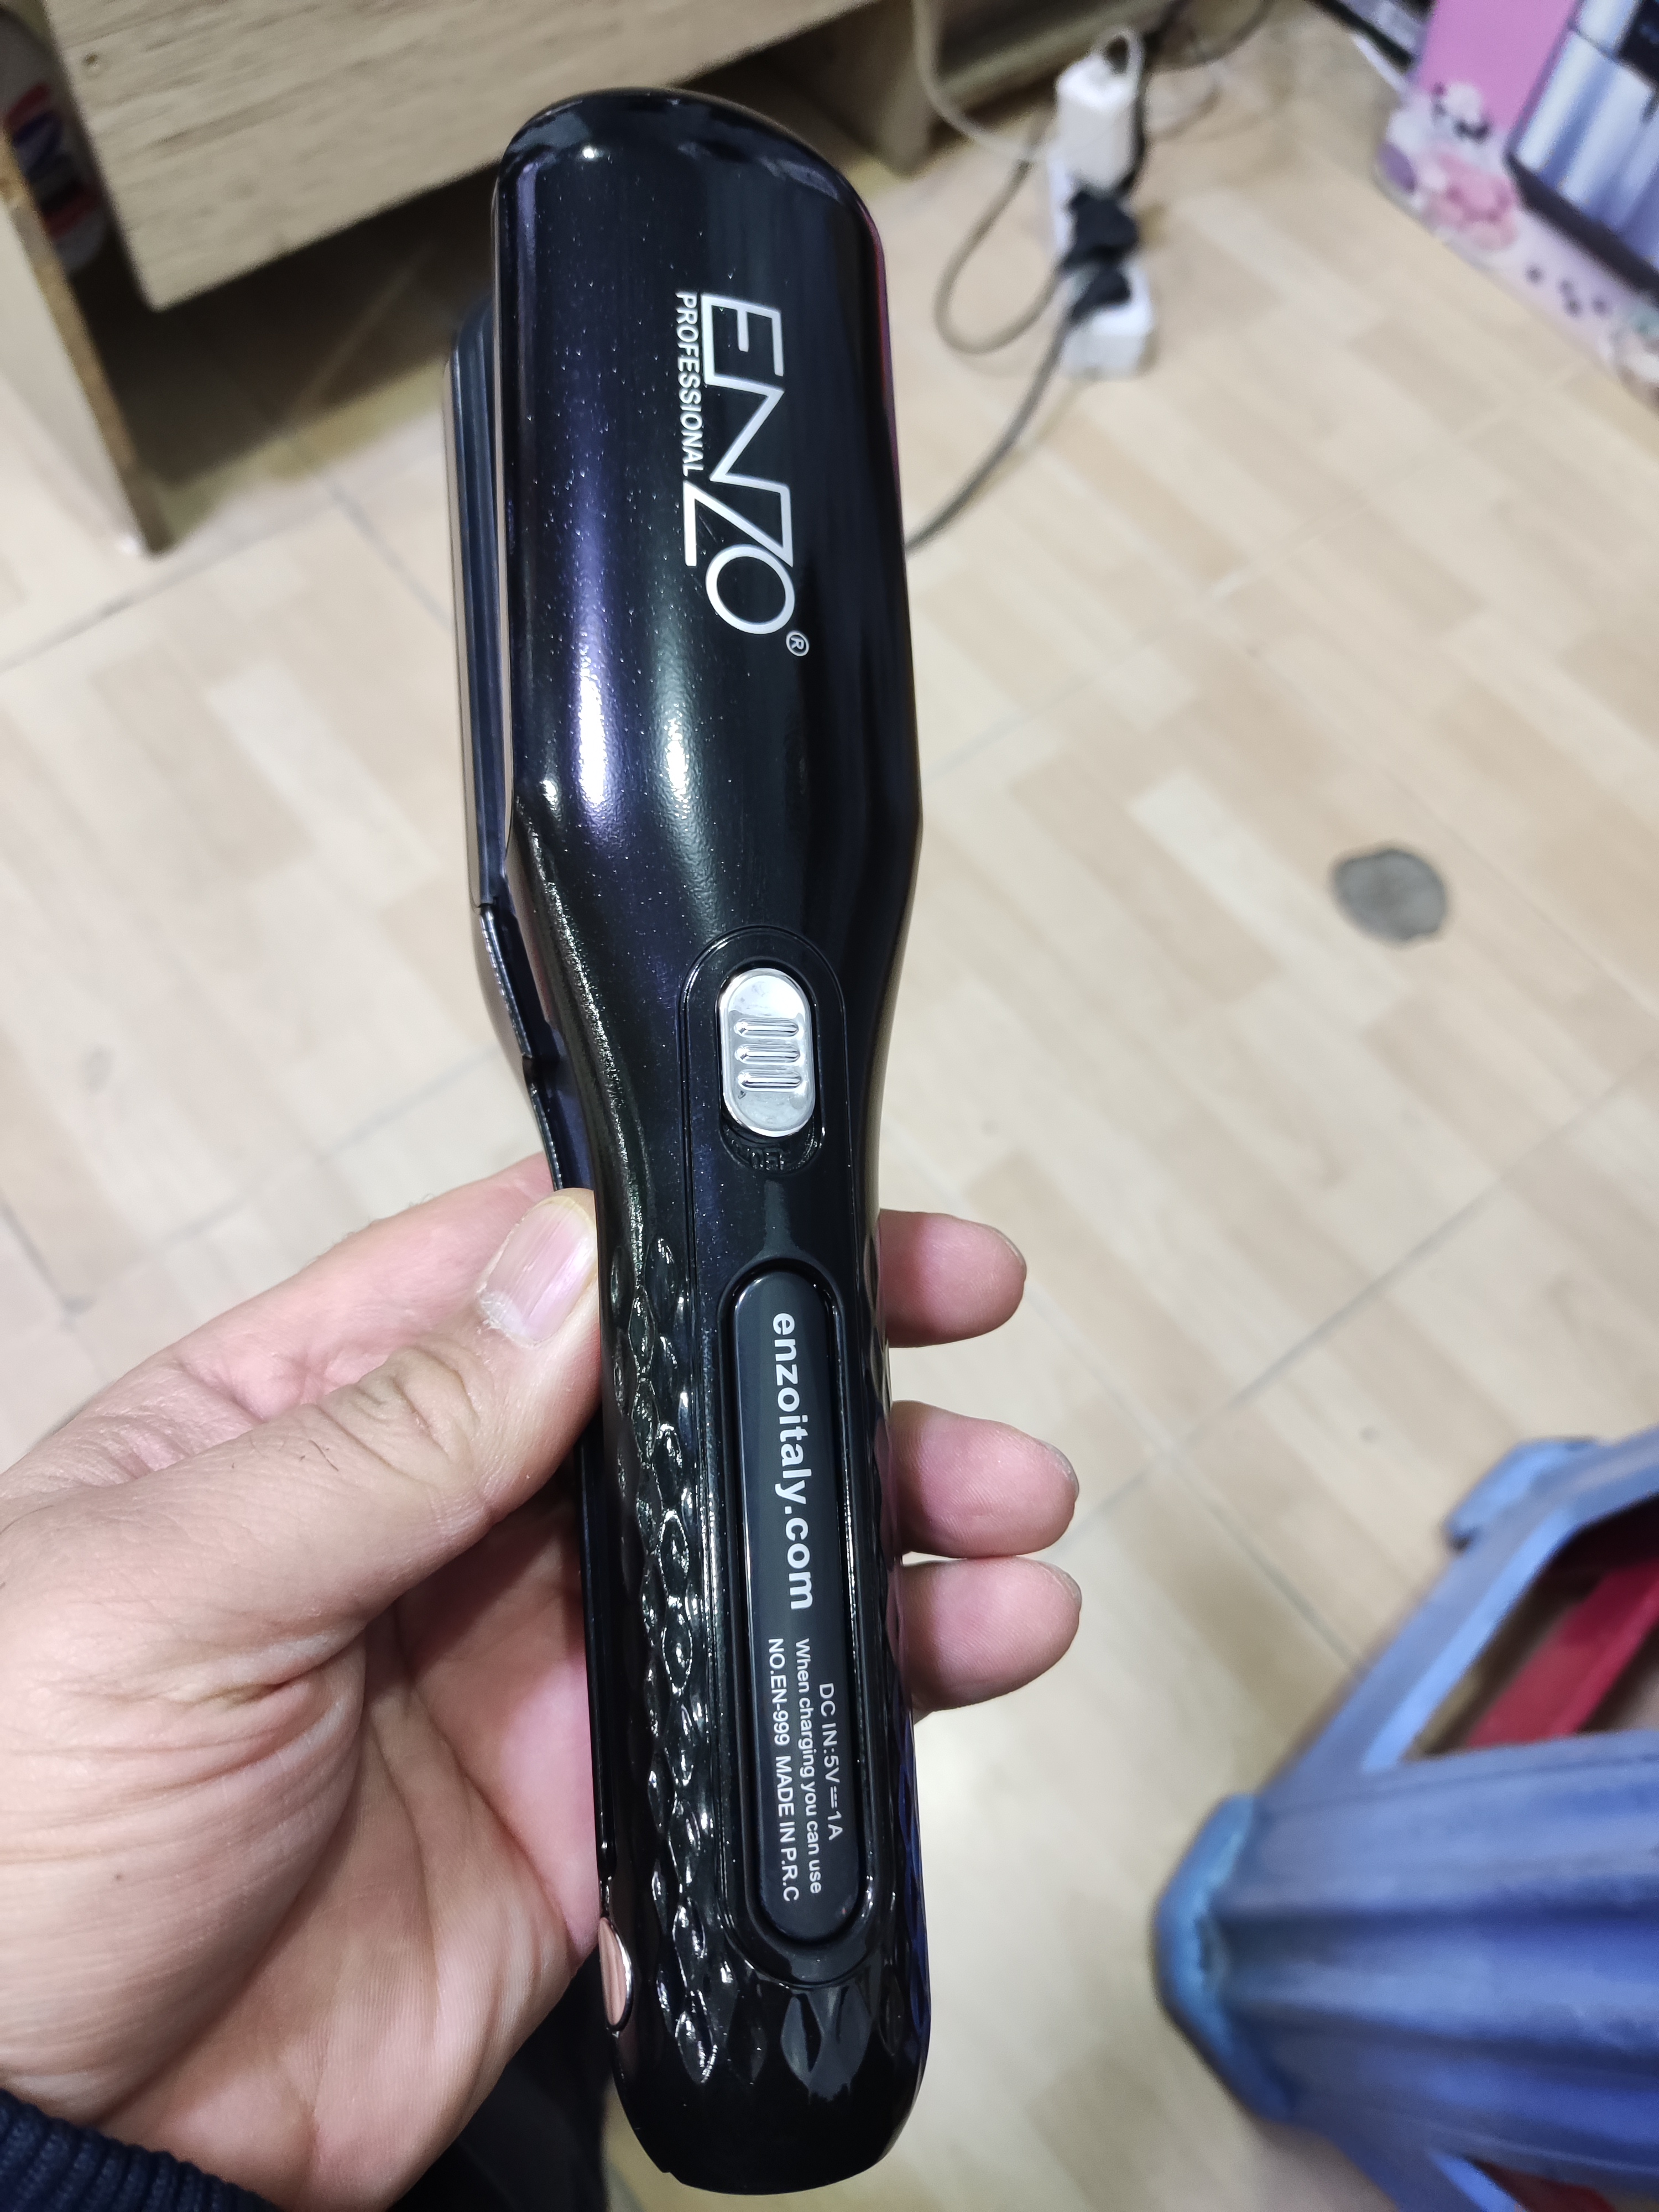 ENZO®
PROFESSIONAL
enzoitaly.com
DC IN:5V⎓1A
When charging you can use
NO.EN-999 MADE IN P.R.C